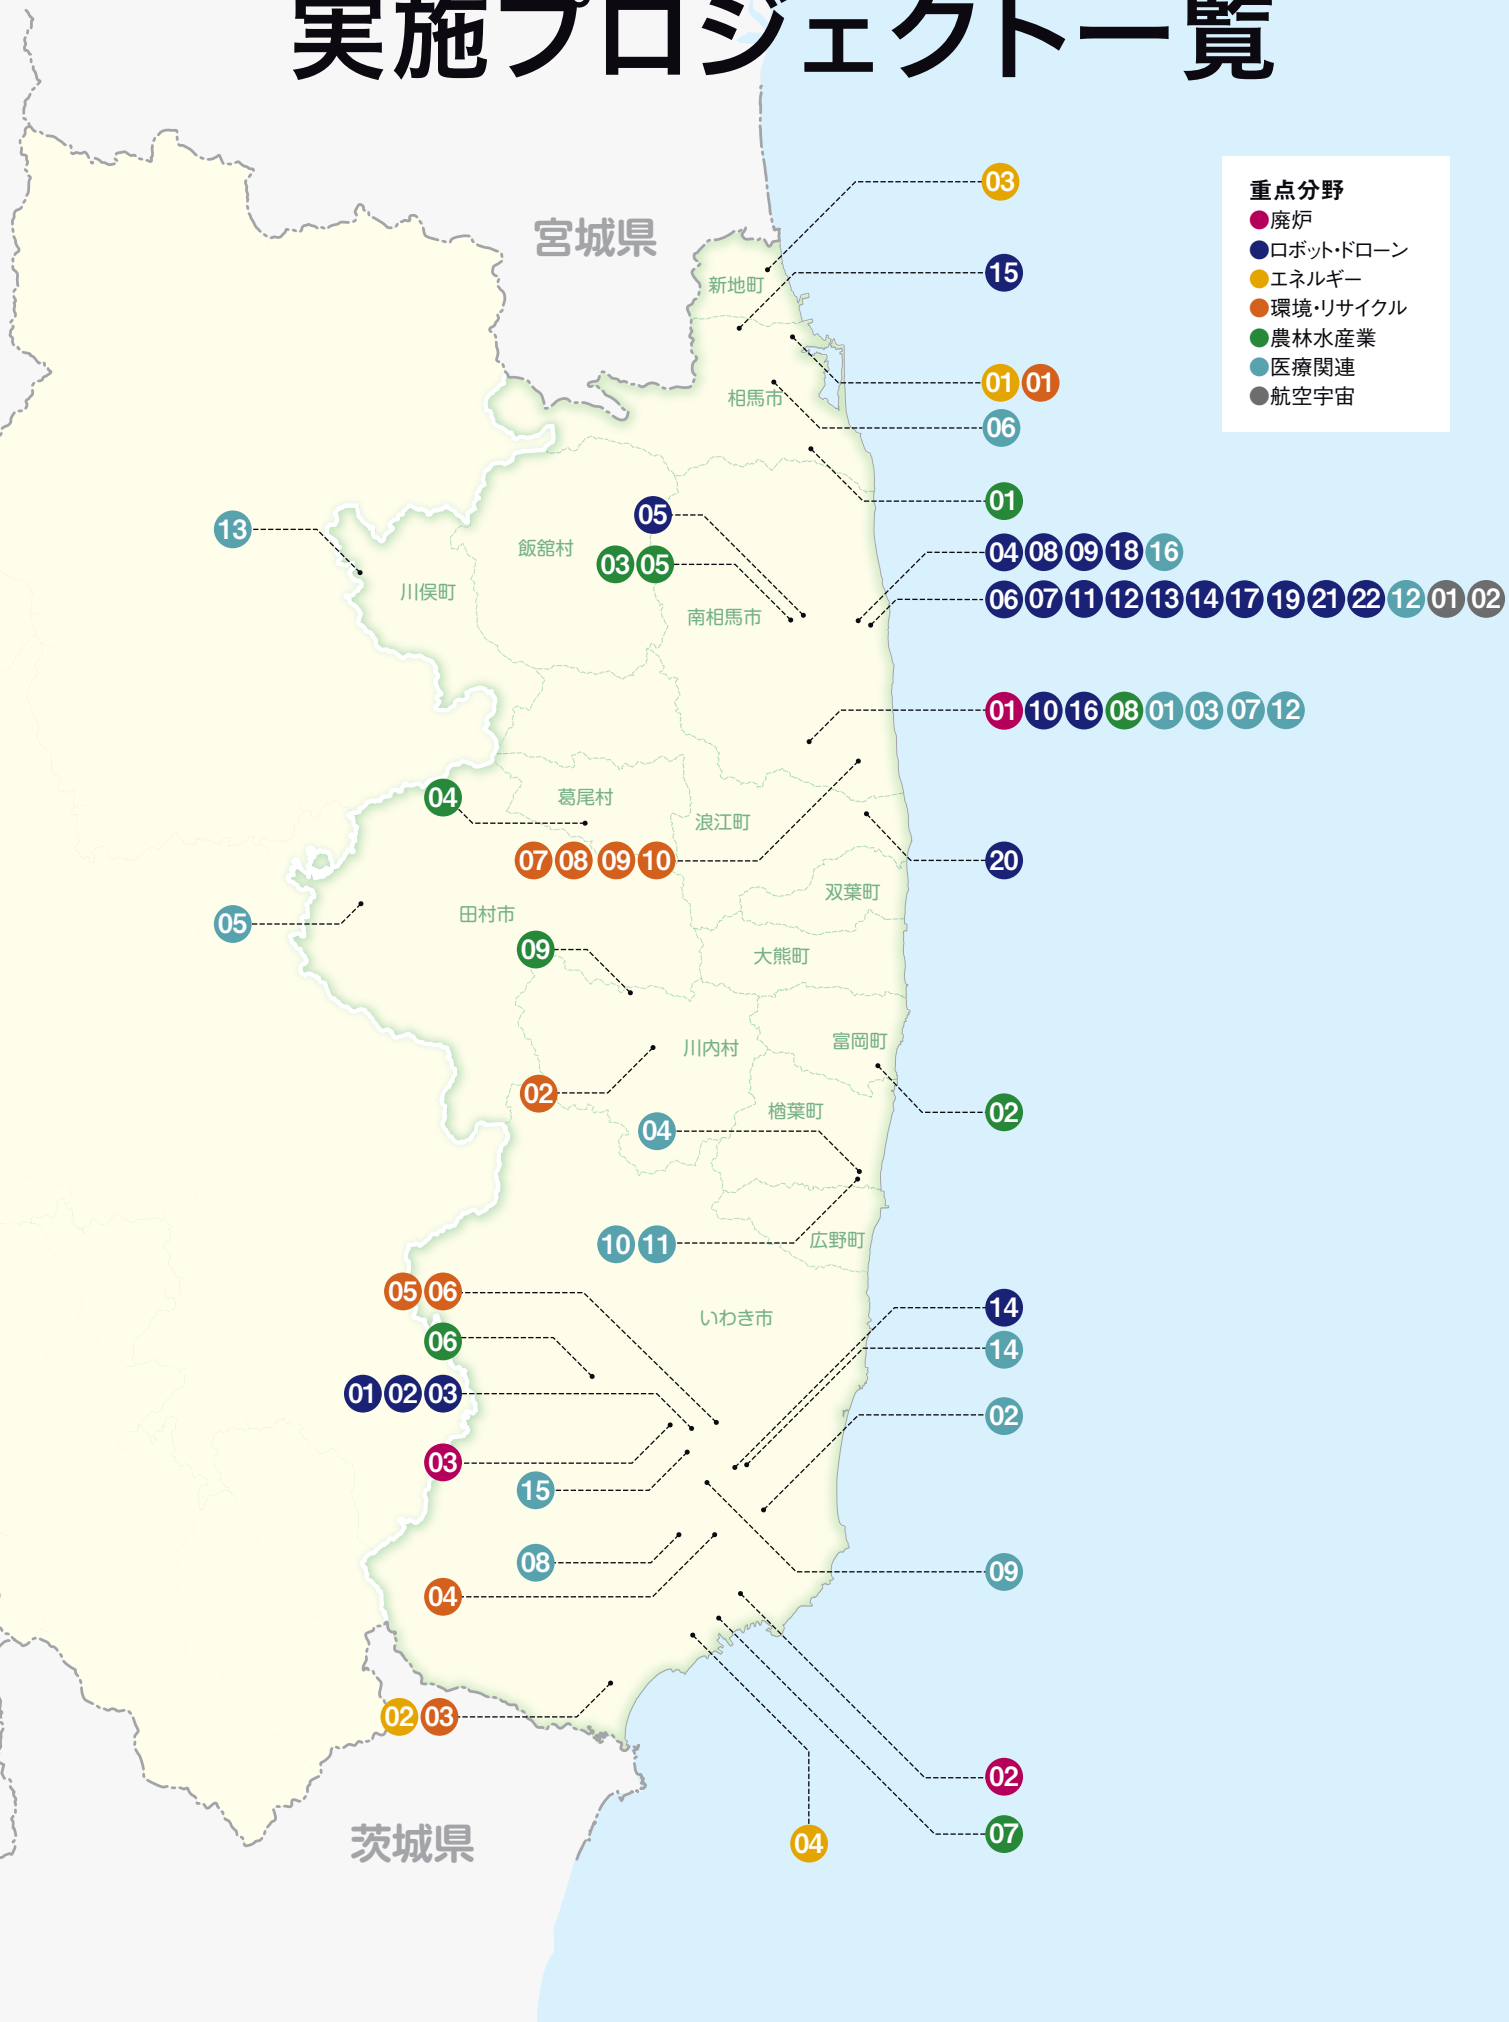 実施プロジェクト一覧
重点分野
廃炉
ロボット・ドローン
エネルギー
環境・リサイクル
農林水産業
医療関連
航空宇宙
03
宮城県
15
新地町
01 01
相馬市
06
01
05
13
飯舘村
04 08 09 18 16
03 05
川俣町
06 07 11 12 13 14 17 19 21 22 12 01 02
南相馬市
01 10 16 08 01 03 07 12
04
葛尾村
浪江町
07 08 09 10
20
双葉町
05
田村市
09
大熊町
富岡町
川内村
02
楢葉町
02
04
広野町
10 11
05 06
14
いわき市
06
14
01 02 03
02
03
15
08
09
04
02 03
02
07
04
茨城県